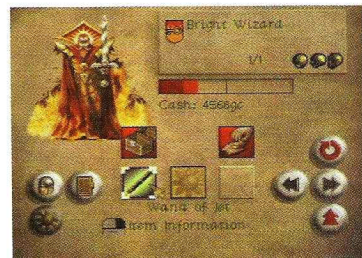 Bright Wizard
1/1
Cash: 4566gc
Wand of Jet
Item Information